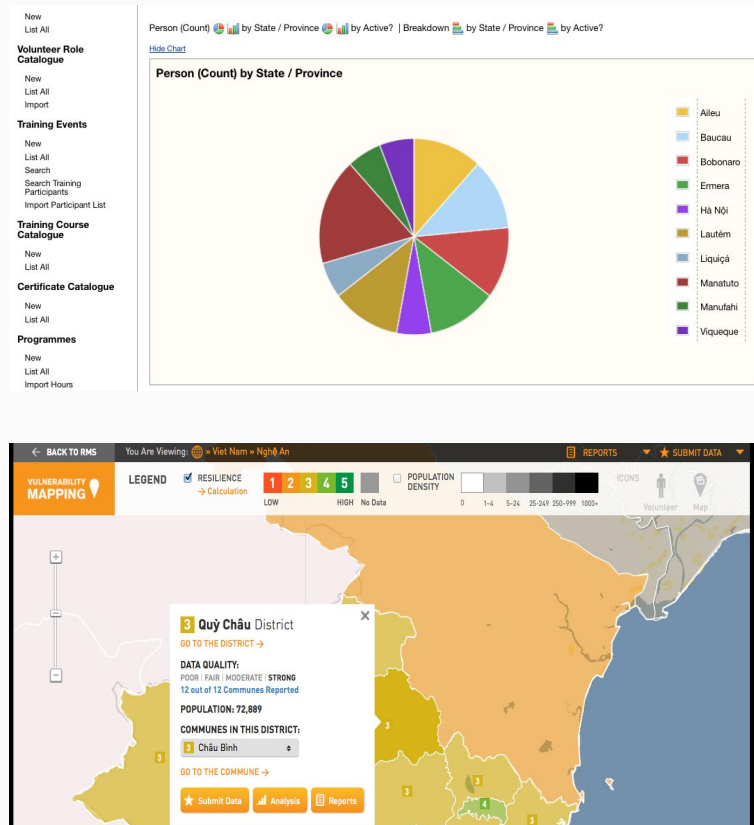 New
List All
Volunteer Role
Catalogue
New
List All
Import
Training Events
New
List All
Search
Search Training
Participants
Import Participant List
Training Course
Catalogue
New
List All
Certificate Catalogue
New
List All
Programmes
New
List All
Import Hours
Person (Count) by State / Province by Active? | Breakdown by State / Province by Active?
Hide Chart
Person (Count) by State / Province
Aileu
Baucau
Bobonaro
Ermera
Hà Nội
Lautém
Liquiçá
Manatuto
Manufahi
Viqueque
← BACK TO RMS
You Are Viewing: » Viet Nam » Nghệ An
REPORTS
SUBMIT DATA
VULNERABILITY
MAPPING
LEGEND
RESILIENCE
→ Calculation
1 2 3 4 5
LOW HIGH No Data
POPULATION
DENSITY
0 1-4 5-24 25-249 250-999 1000+
ICONS
Volunteer Map
3 Quỳ Châu District
GO TO THE DISTRICT →
DATA QUALITY:
POOR | FAIR | MODERATE | STRONG
12 out of 12 Communes Reported
POPULATION: 72,889
COMMUNES IN THIS DISTRICT:
3 Châu Bình
GO TO THE COMMUNE →
Submit Data Analysis Reports
3
3
3
3
4
3